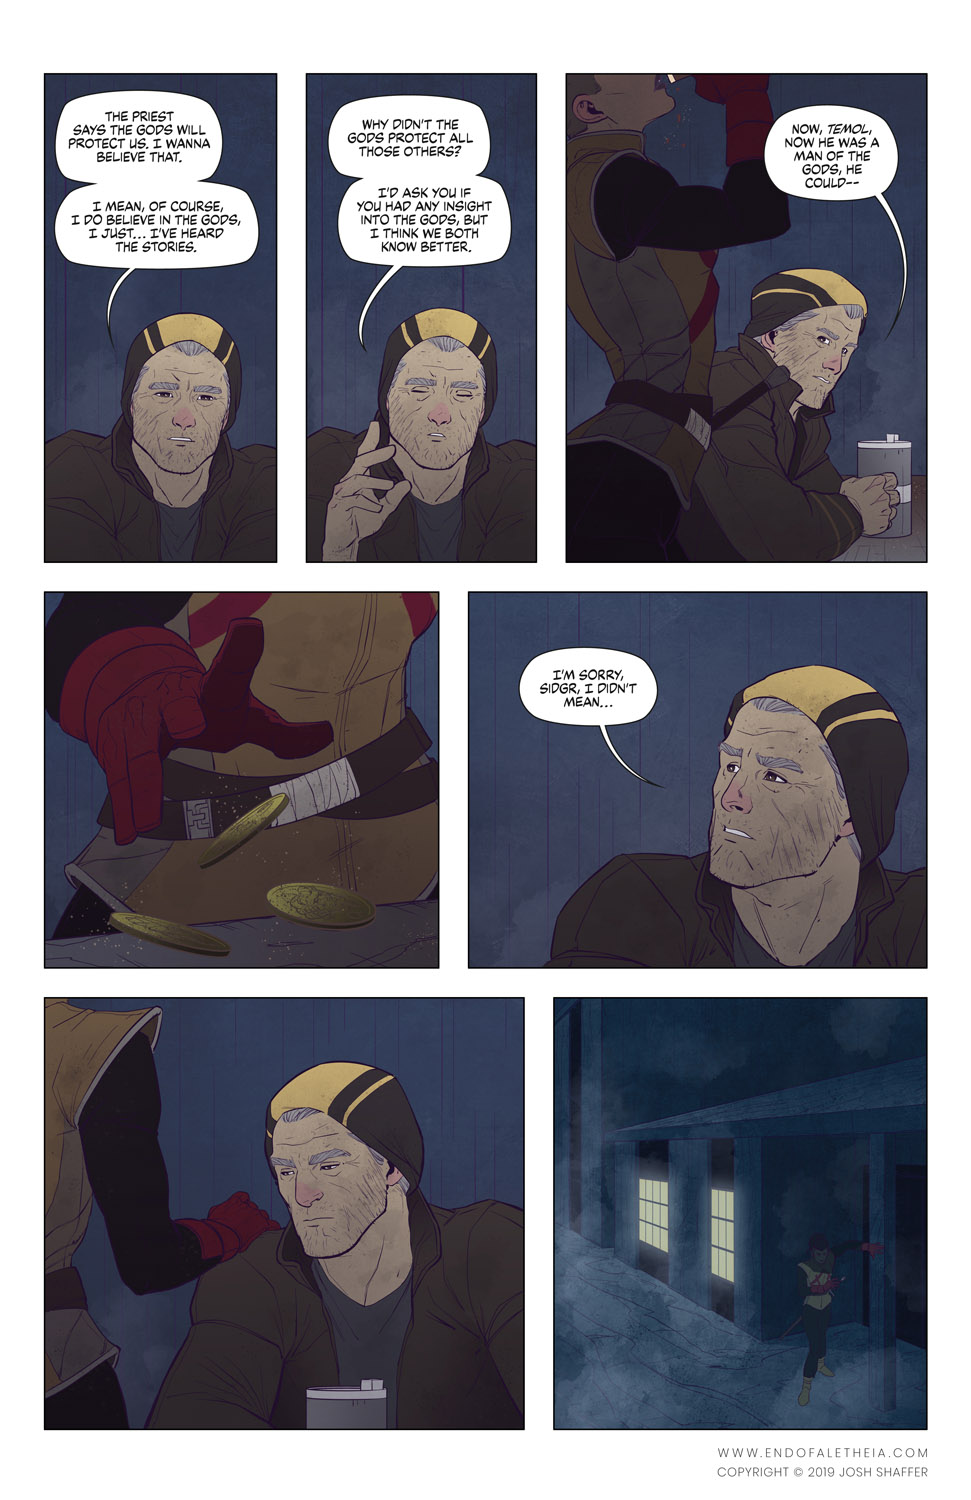 THE PRIEST
SAYS THE GODS WILL
PROTECT US. I WANNA
BELIEVE THAT.
I MEAN, OF COURSE,
I DO BELIEVE IN THE GODS,
I JUST... I'VE HEARD
THE STORIES.
WHY DIDN'T THE
GODS PROTECT ALL
THOSE OTHERS?
I'D ASK YOU IF
YOU HAD ANY INSIGHT
INTO THE GODS, BUT
I THINK WE BOTH
KNOW BETTER.
NOW, TEMOL,
NOW HE WAS A
MAN OF THE
GODS, HE
COULD--
I'M SORRY,
SIDGR, I DIDN'T
MEAN...
WWW.ENDOFALETHEIA.COM
COPYRIGHT © 2019 JOSH SHAFFER